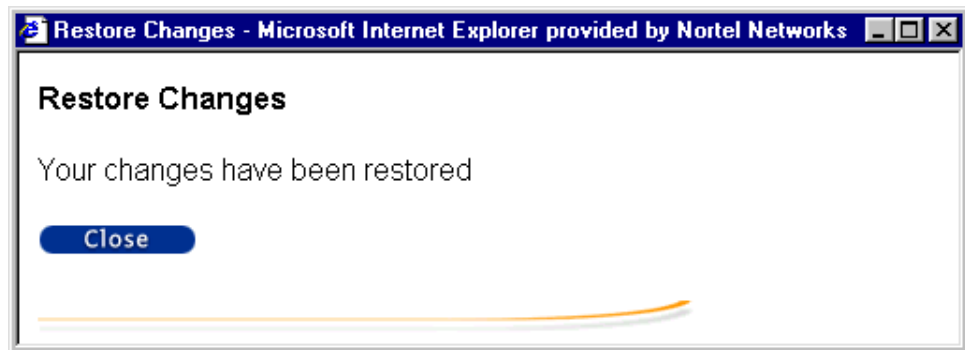 Restore Changes - Microsoft Internet Explorer provided by Nortel Networks
Restore Changes
Your changes have been restored
Close